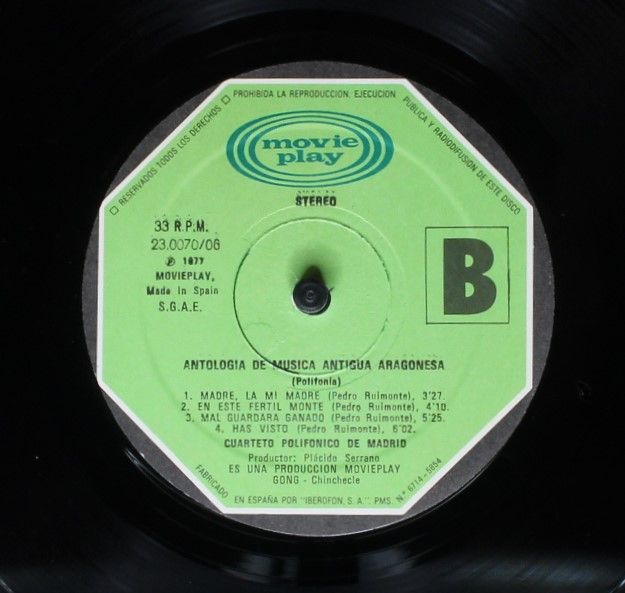 □ RESERVADOS TODOS LOS DERECHOS □ PROHIBIDA LA REPRODUCCION, EJECUCION PUBLICA Y RADIODIFUSION DE ESTE DISCO
movie
play
STEREO
33 R.P.M.
23.0070/06
℗ 1977
MOVIEPLAY,
Made In Spain
S.G.A.E.
B
ANTOLOGIA DE MUSICA ANTIGUA ARAGONESA
(Polifonía)
1. MADRE, LA MI MADRE (Pedro Ruimonte), 3'27.
2. EN ESTE FERTIL MONTE (Pedro Ruimonte), 4'10.
3. MAL GUARDARA GANADO (Pedro Ruimonte), 5'25.
4. HAS VISTO (Pedro Ruimonte), 6'02.
CUARTETO POLIFONICO DE MADRID
Productor: Plácido Serrano
ES UNA PRODUCCION MOVIEPLAY
GONG - Chinchecle
FABRICADO EN ESPAÑA POR "IBEROFON, S. A.". PMS. N.º 6714-5854